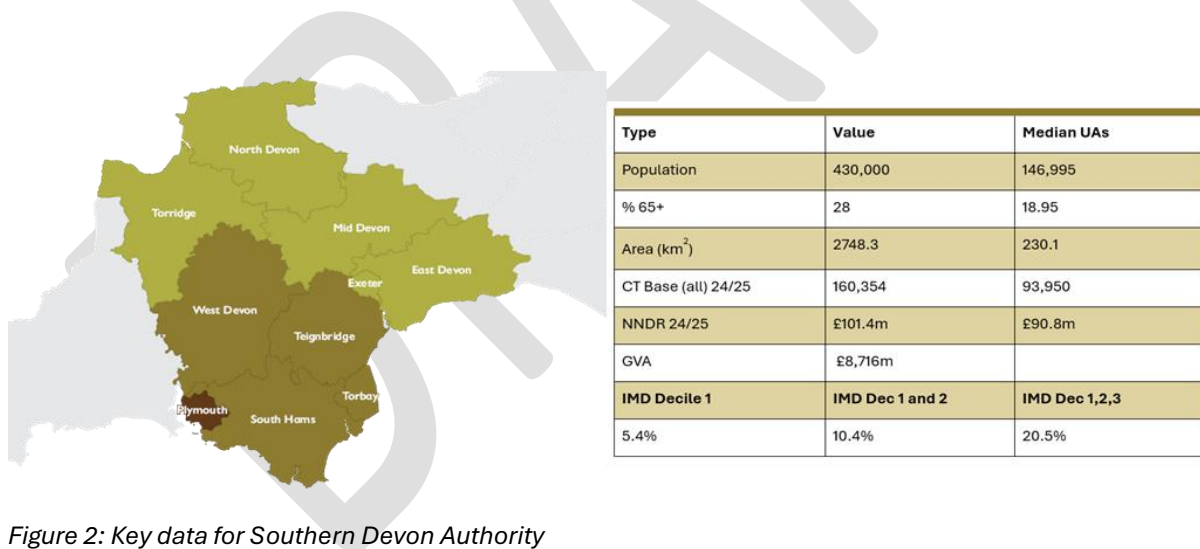 North Devon
Torridge
Mid Devon
East Devon
Exeter
West Devon
Teignbridge
Torbay
Plymouth
South Hams
Type Value Median UAs
Population 430,000 146,995
% 65+ 28 18.95
Area (km²) 2748.3 230.1
CT Base (all) 24/25 160,354 93,950
NNDR 24/25 £101.4m £90.8m
GVA £8,716m
IMD Decile 1 IMD Dec 1 and 2 IMD Dec 1,2,3
5.4% 10.4% 20.5%
Figure 2: Key data for Southern Devon Authority